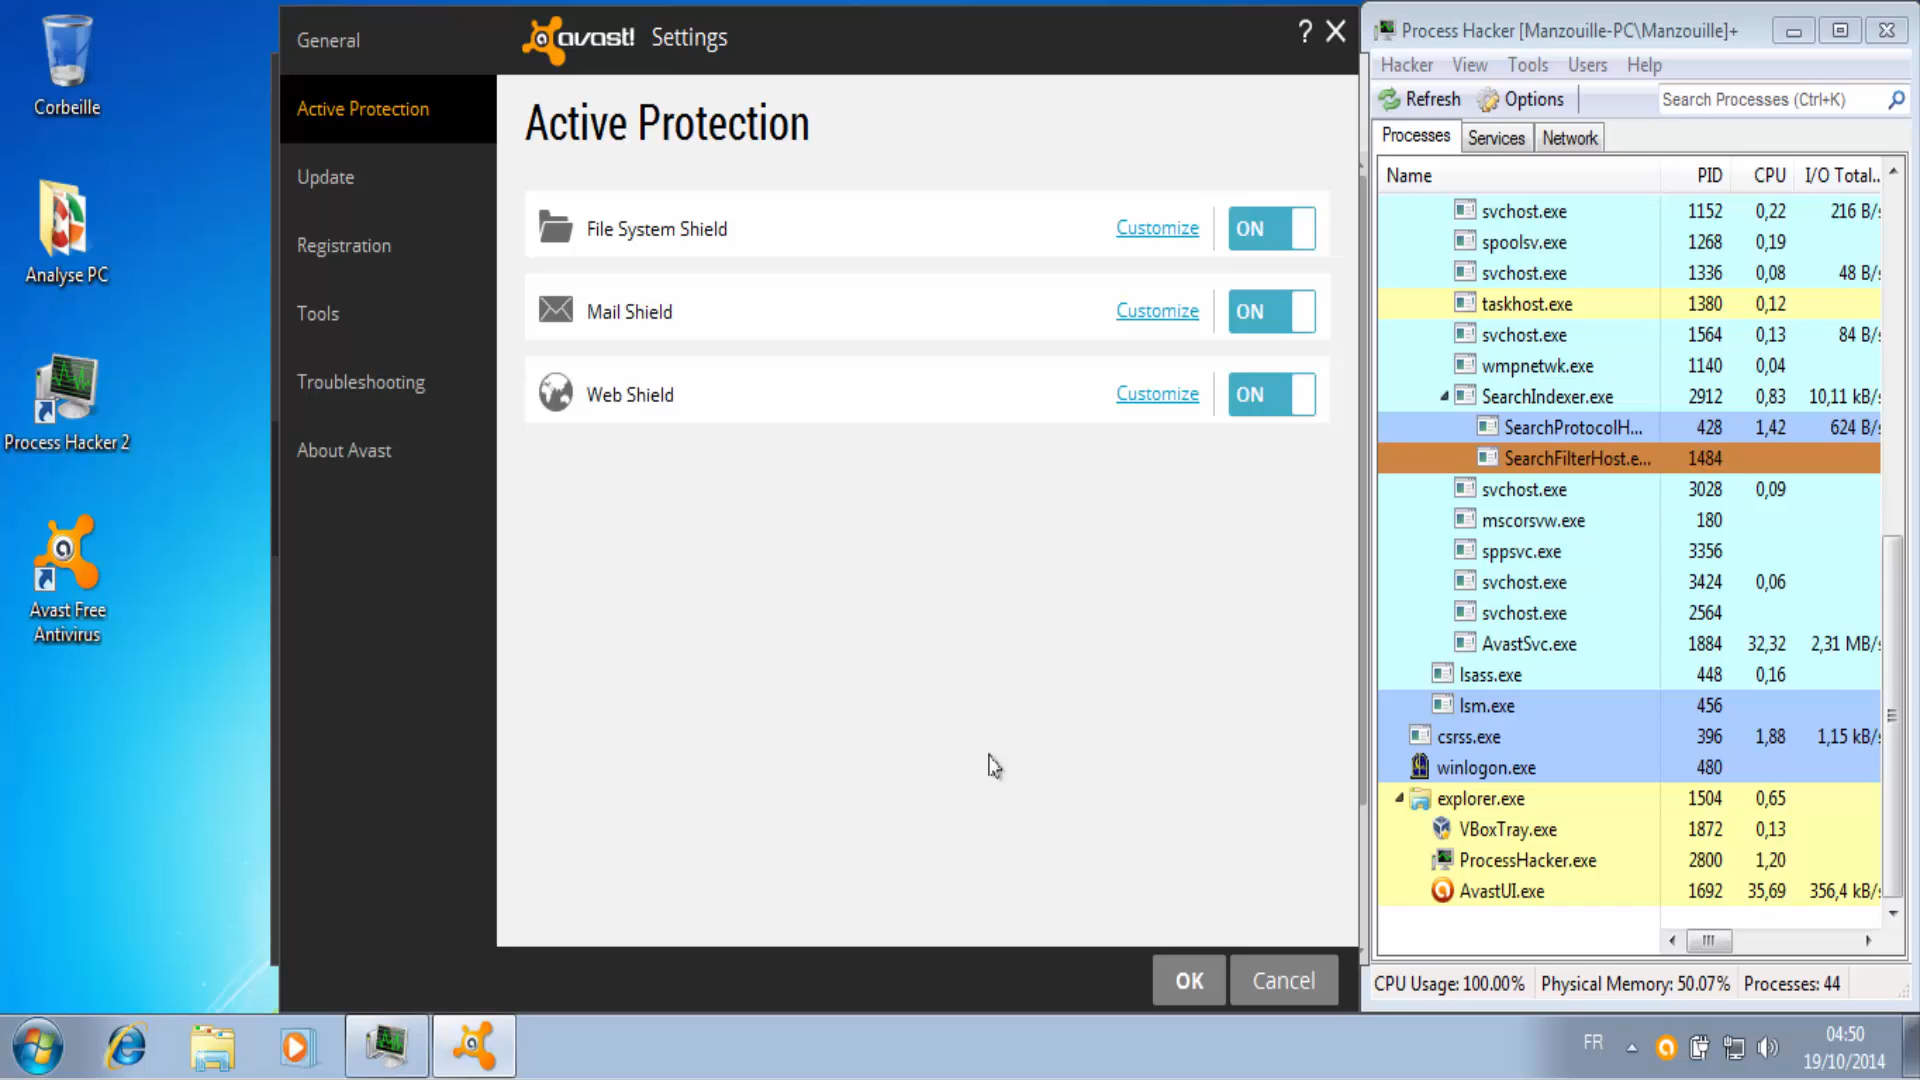 Corbeille
Analyse PC
Process Hacker 2
Avast Free
Antivirus
General
Active Protection
Update
Registration
Tools
Troubleshooting
About Avast
avast! Settings
? 
Active Protection
File System Shield Customize ON
Mail Shield Customize ON
Web Shield Customize ON
OK Cancel
Process Hacker [Manzouille-PC\Manzouille]+
Hacker View Tools Users Help
Refresh Options Search Processes (Ctrl+K)
Processes Services Network
Name PID CPU I/O Total...
svchost.exe 1152 0,22 216 B/s
spoolsv.exe 1268 0,19
svchost.exe 1336 0,08 48 B/s
taskhost.exe 1380 0,12
svchost.exe 1564 0,13 84 B/s
wmpnetwk.exe 1140 0,04
SearchIndexer.exe 2912 0,83 10,11 kB/s
SearchProtocolH... 428 1,42 624 B/s
SearchFilterHost.e... 1484
svchost.exe 3028 0,09
mscorsvw.exe 180
sppsvc.exe 3356
svchost.exe 3424 0,06
svchost.exe 2564
AvastSvc.exe 1884 32,32 2,31 MB/s
lsass.exe 448 0,16
lsm.exe 456
csrss.exe 396 1,88 1,15 kB/s
winlogon.exe 480
explorer.exe 1504 0,65
VBoxTray.exe 1872 0,13
ProcessHacker.exe 2800 1,20
AvastUI.exe 1692 35,69 356,4 kB/s
CPU Usage: 100.00% Physical Memory: 50.07% Processes: 44
FR
04:50
19/10/2014